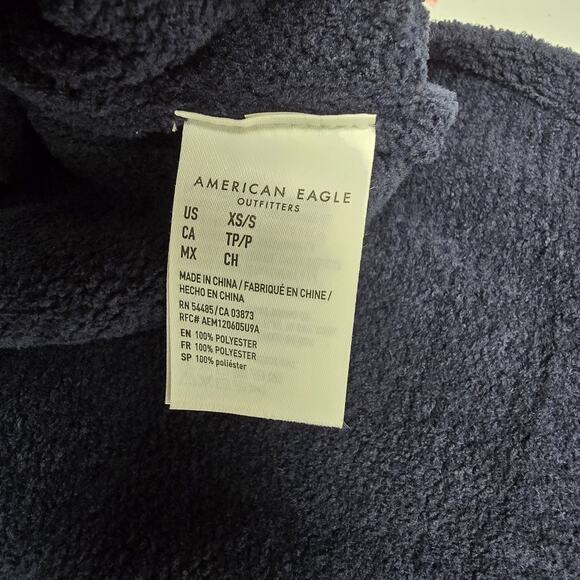 AMERICAN EAGLE
OUTFITTERS
US XS/S
CA TP/P
MX CH
MADE IN CHINA / FABRIQUÉ EN CHINE /
HECHO EN CHINA
RN 54485 / CA 03873
RFC# AEM120605U9A
EN 100% POLYESTER
FR 100% POLYESTER
SP 100% poliéster